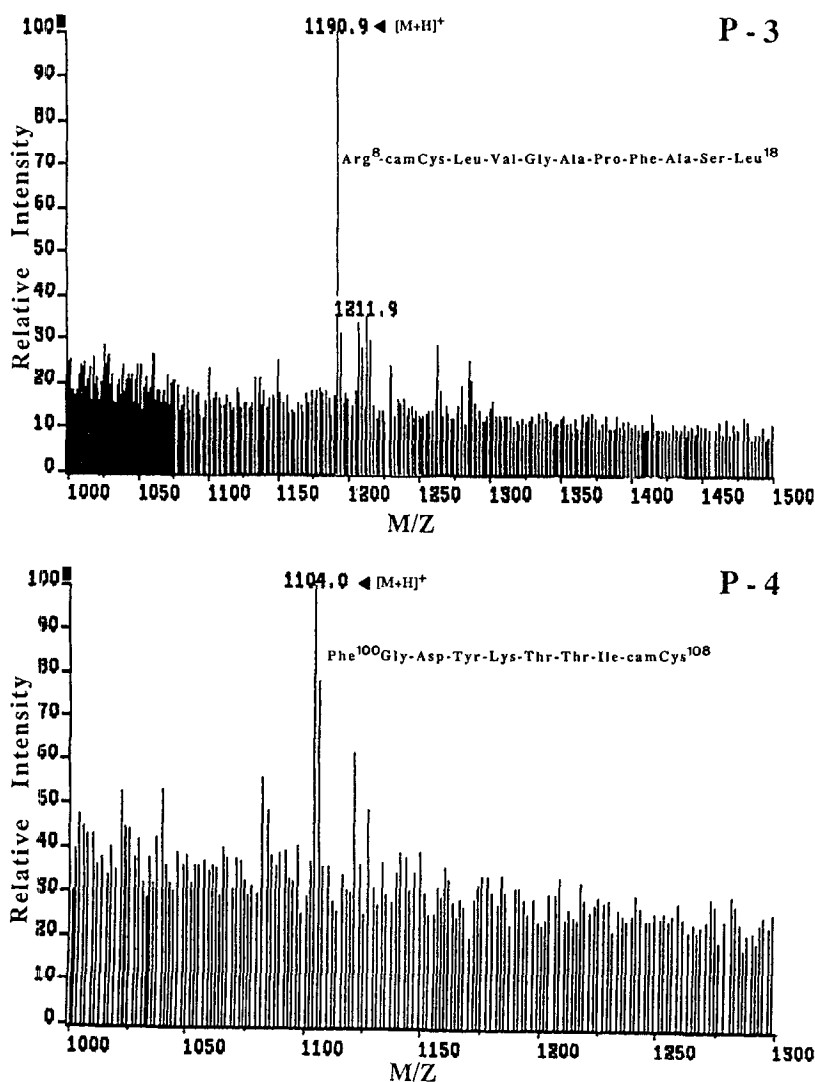 P - 3
100
1190.9 ◄ [M+H]+
90
80
70
Arg8-camCys-Leu-Val-Gly-Ala-Pro-Phe-Ala-Ser-Leu18
60
50
40
1211.9
30
20
10
0
Relative Intensity
1000 1050 1100 1150 1200 1250 1300 1350 1400 1450 1500
M/Z
P - 4
100
1104.0 ◄ [M+H]+
90
80
Phe100Gly-Asp-Tyr-Lys-Thr-Thr-Ile-camCys108
70
60
50
40
30
20
10
0
Relative Intensity
1000 1050 1100 1150 1200 1250 1300
M/Z